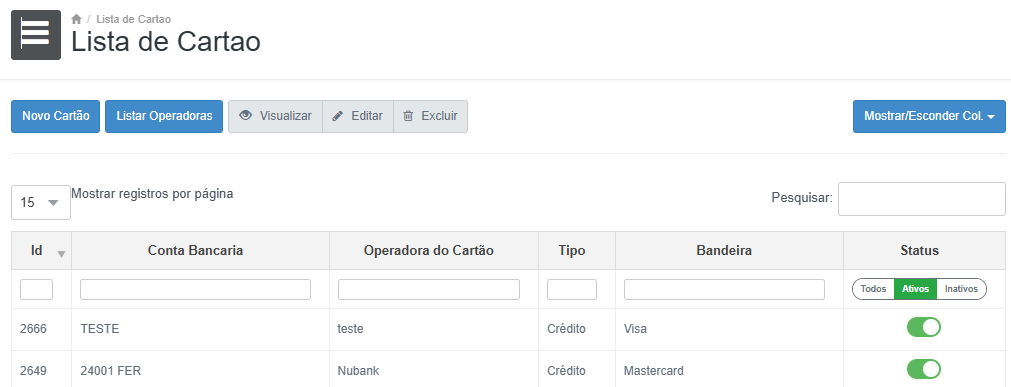 / Lista de Cartao
Lista de Cartao
Novo Cartão Listar Operadoras Visualizar Editar Excluir Mostrar/Esconder Col.
15 Mostrar registros por página Pesquisar:
Id Conta Bancaria Operadora do Cartão Tipo Bandeira Status
Todos Ativos Inativos
2666 TESTE teste Crédito Visa
2649 24001 FER Nubank Crédito Mastercard